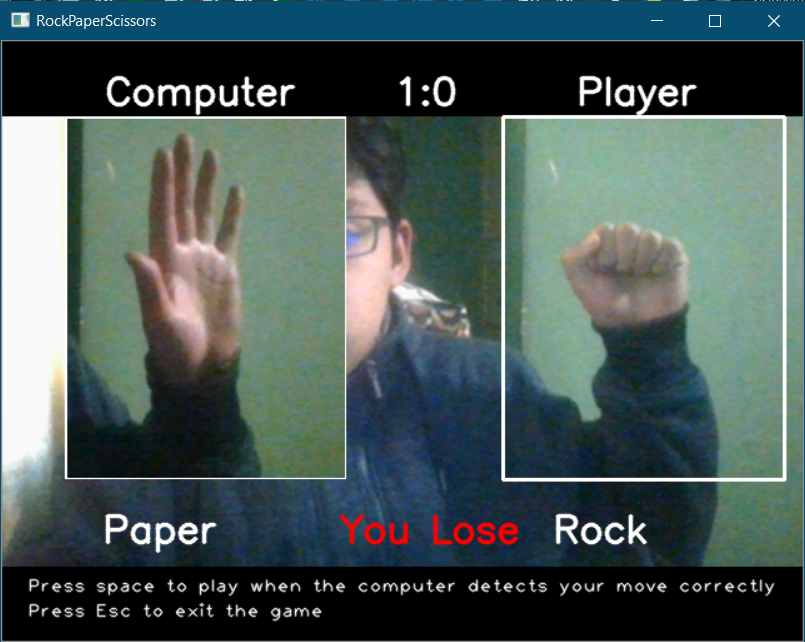 RockPaperScissors
Computer 1:0 Player
Paper You Lose Rock
Press space to play when the computer detects your move correctly
Press Esc to exit the game